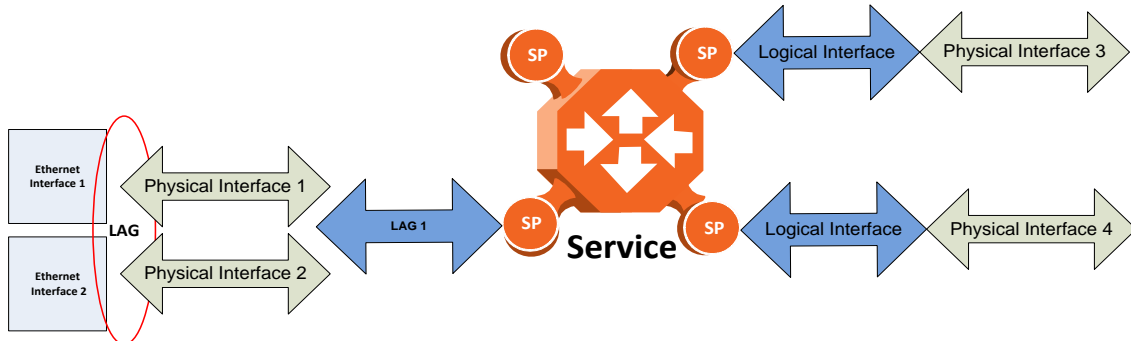 SP
SP
Logical Interface
Physical Interface 3
Ethernet
Interface 1
Physical Interface 1
LAG
LAG 1
SP
SP
Logical Interface
Physical Interface 4
Service
Ethernet
Interface 2
Physical Interface 2